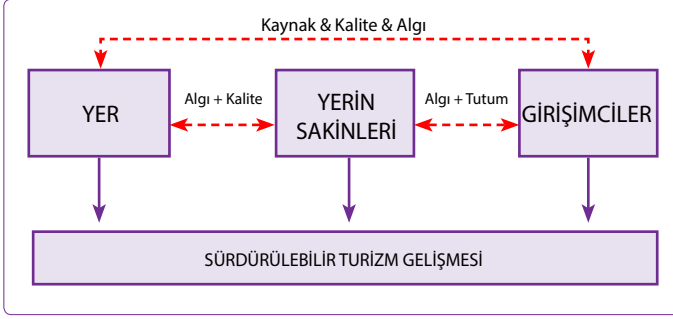 Kaynak & Kalite & Algı
YER
Algı + Kalite
YERİN
SAKİNLERİ
Algı + Tutum
GİRİŞİMCİLER
SÜRDÜRÜLEBİLİR TURİZM GELİŞMESİ